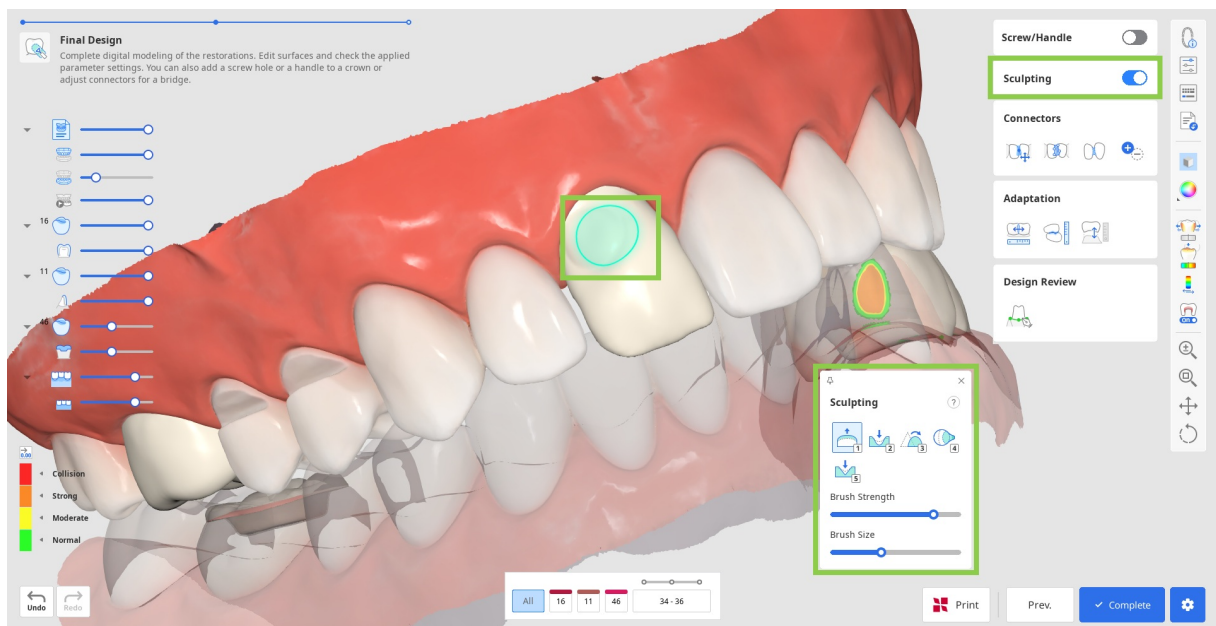 Final Design
Complete digital modeling of the restorations. Edit surfaces and check the applied
parameter settings. You can also add a screw hole or a handle to a crown or
adjust connectors for a bridge.
16
11
46
0.00
Collision
Strong
Moderate
Normal
Undo
Redo
All
16
11
46
34 - 36
Screw/Handle
Sculpting
Connectors
Adaptation
Design Review
Sculpting
?
1
2
3
4
5
Brush Strength
Brush Size
Print
Prev.
Complete
ON